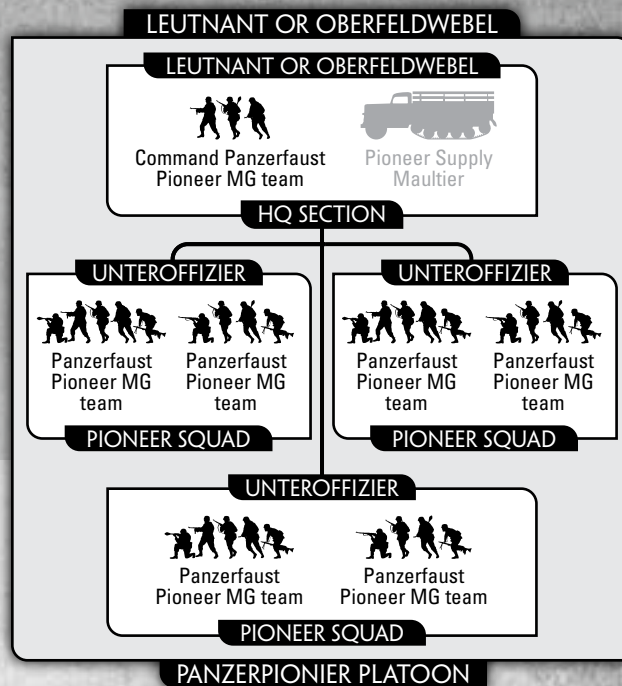 LEUTNANT OR OBERFELDWEBEL
LEUTNANT OR OBERFELDWEBEL
Command Panzerfaust
Pioneer MG team
Pioneer Supply
Maultier
HQ SECTION
UNTEROFFIZIER
Panzerfaust
Pioneer MG
team
Panzerfaust
Pioneer MG
team
PIONEER SQUAD
UNTEROFFIZIER
Panzerfaust
Pioneer MG
team
Panzerfaust
Pioneer MG
team
PIONEER SQUAD
UNTEROFFIZIER
Panzerfaust
Pioneer MG team
Panzerfaust
Pioneer MG team
PIONEER SQUAD
PANZERPIONIER PLATOON